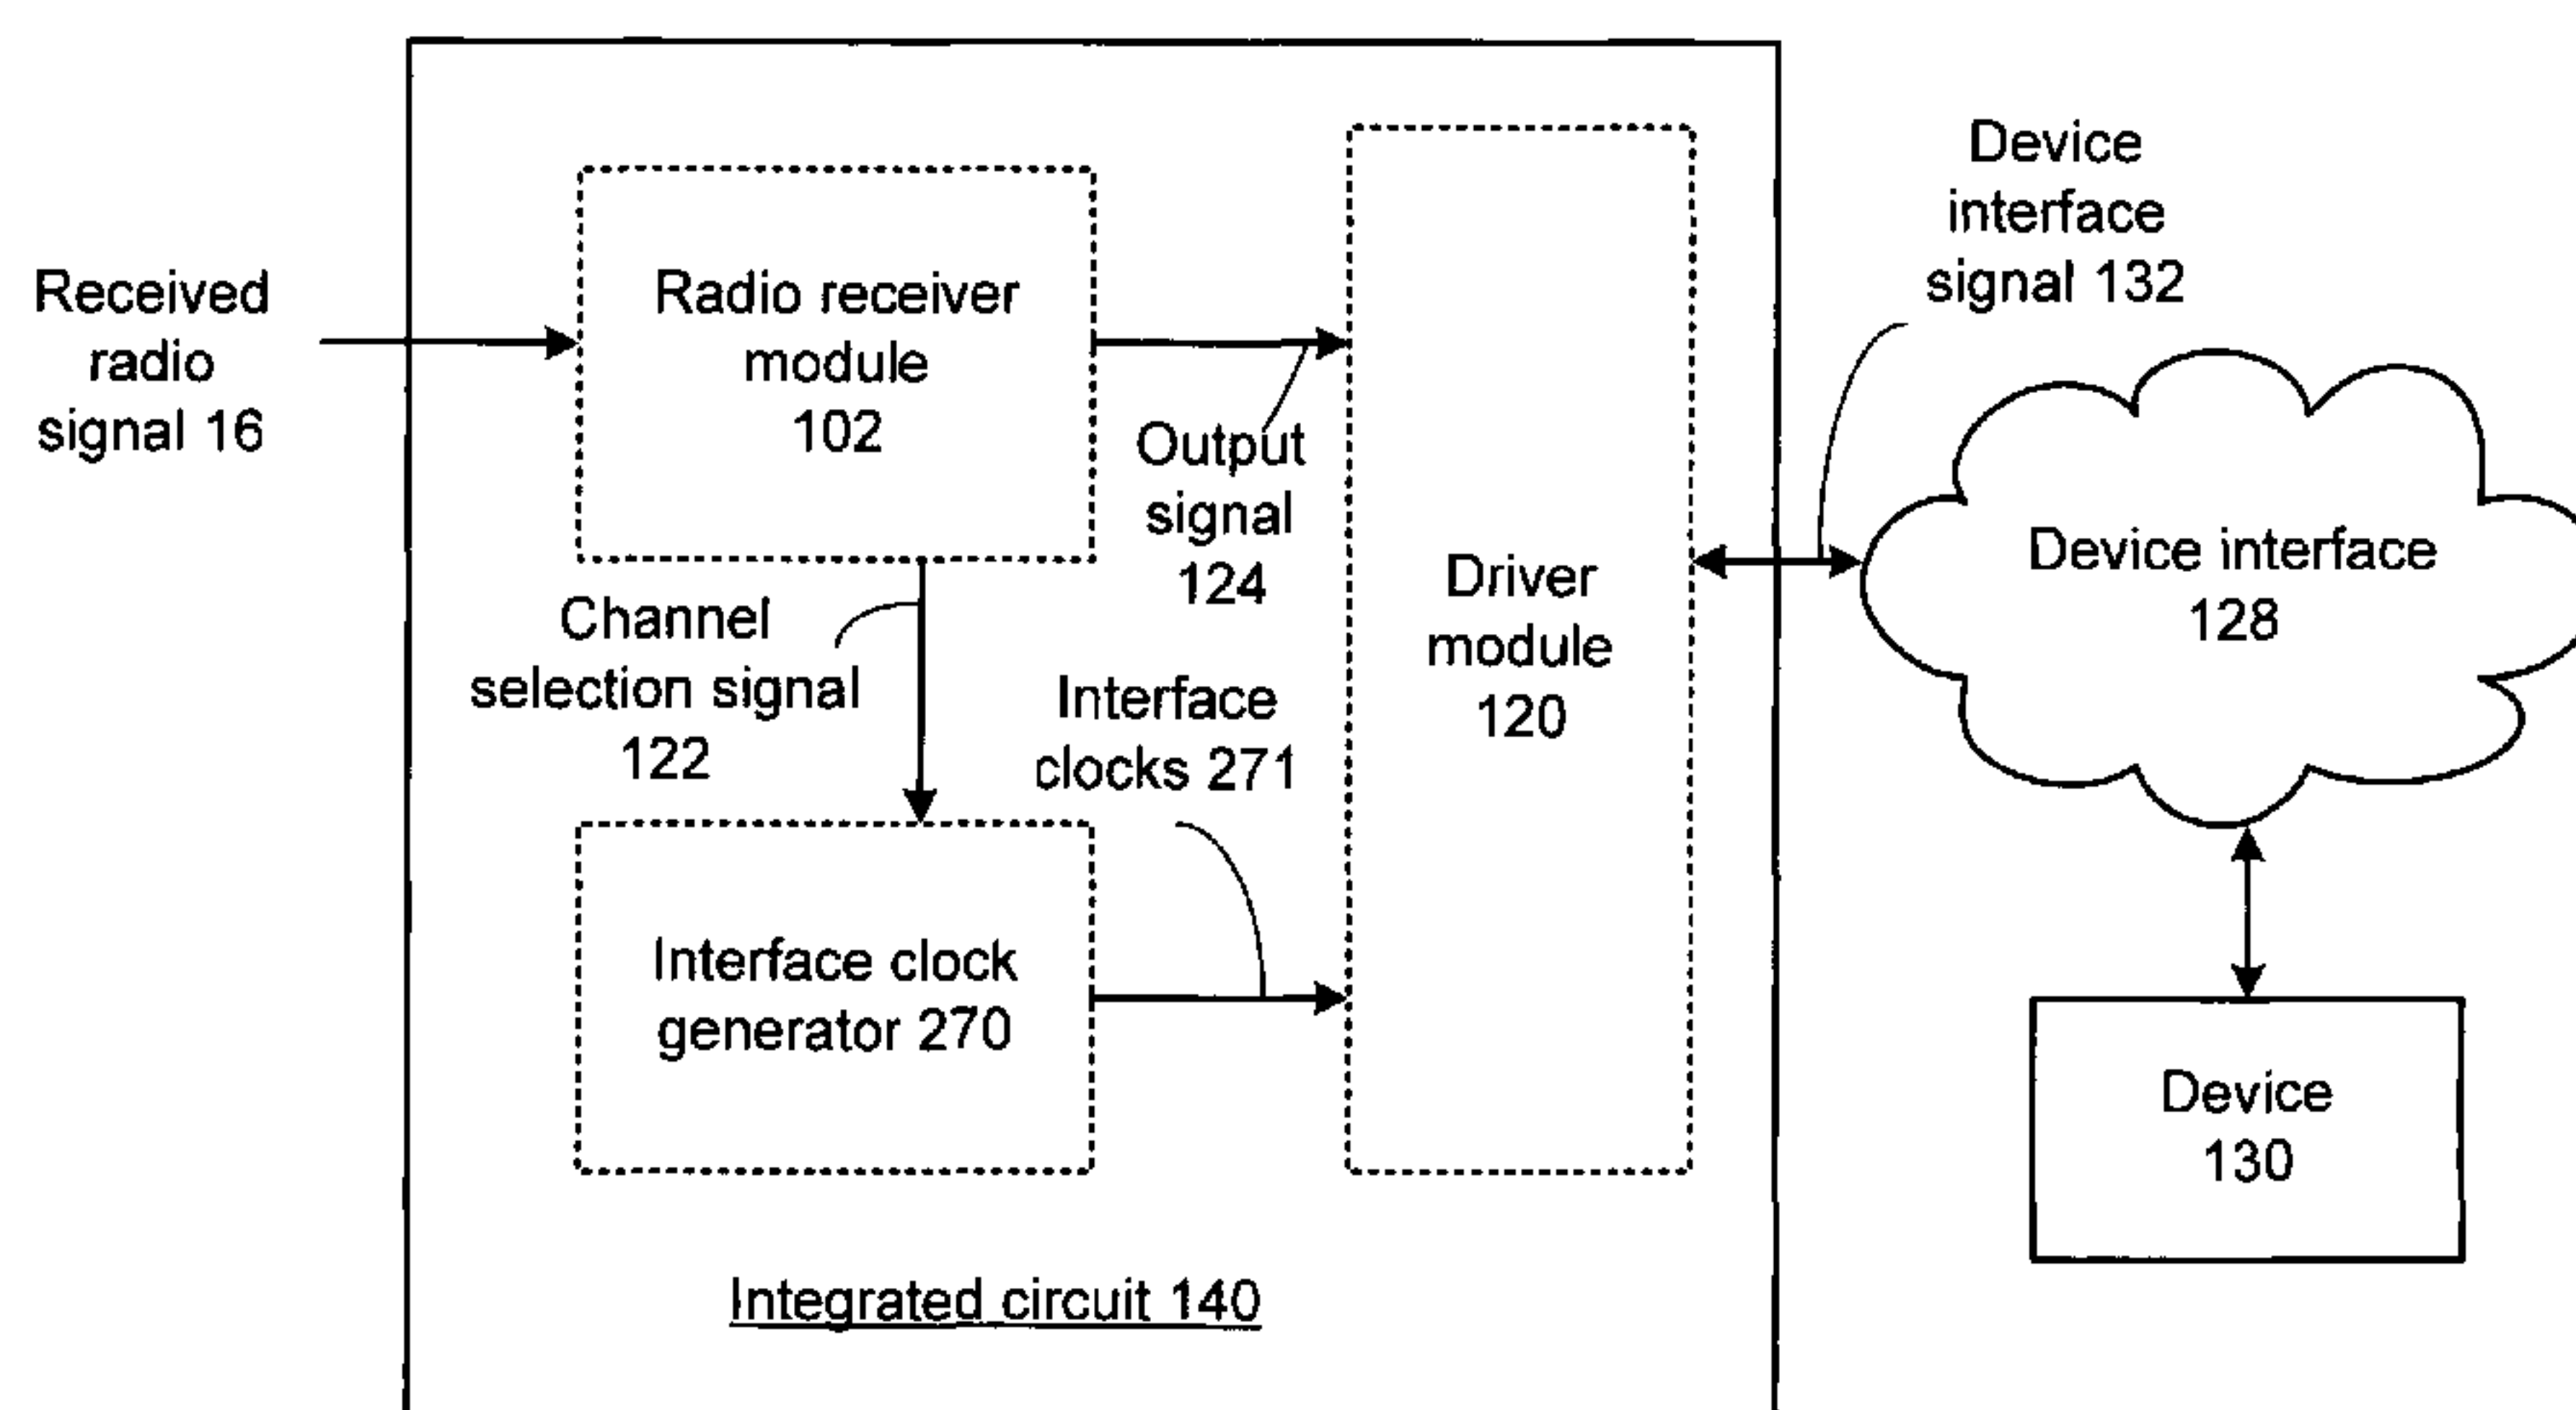 Received
radio
signal 16
Radio receiver
module
102
Output
signal
124
Channel
selection signal
122
Interface
clocks 271
Interface clock
generator 270
Driver
module
120
Device
interface
signal 132
Device interface
128
Device
130
Integrated circuit 140